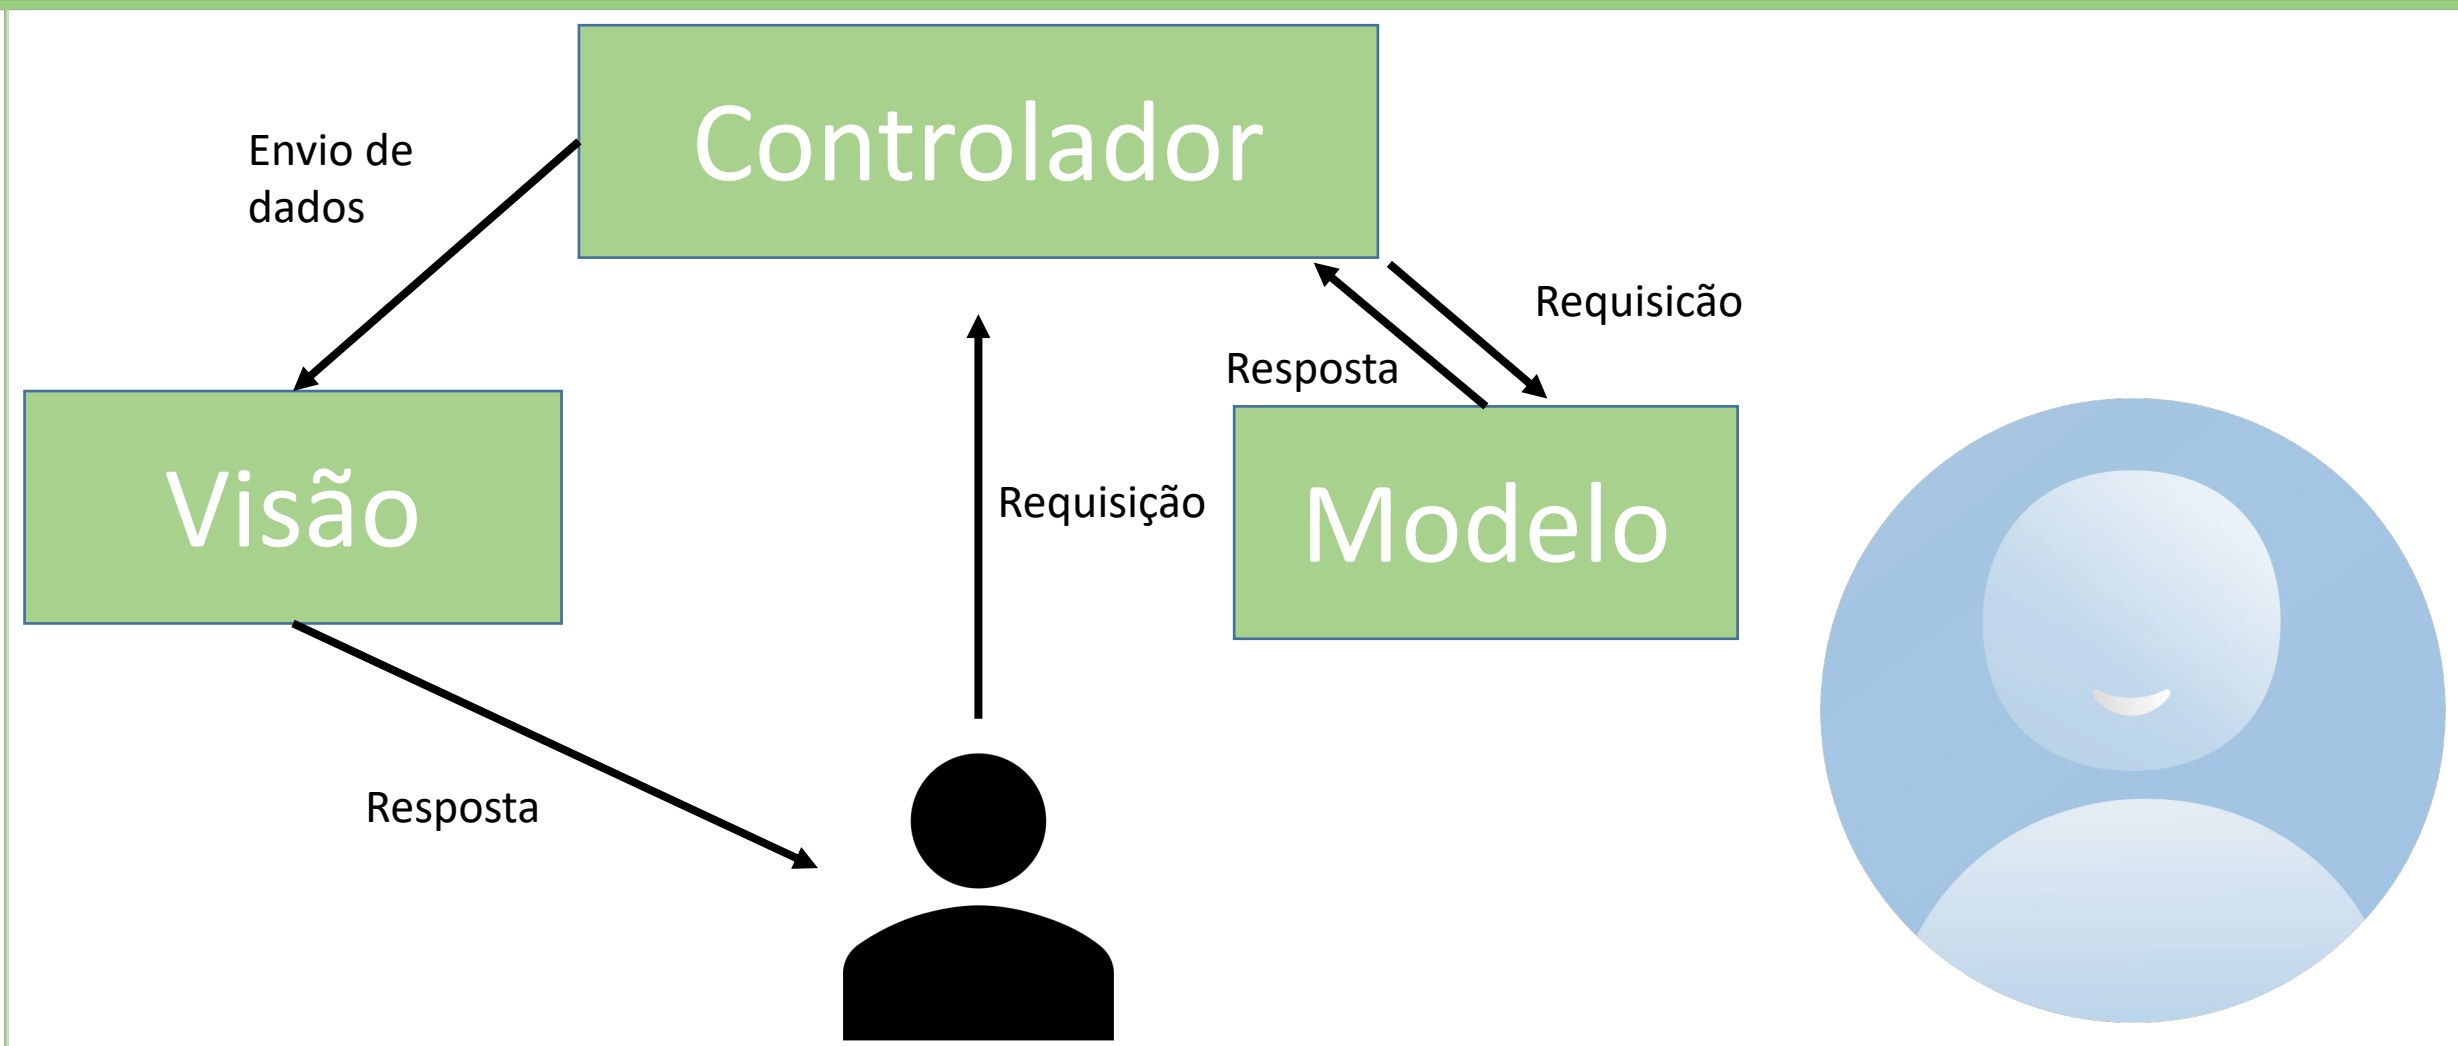 Controlador
Envio de
dados
Requisicão
Resposta
Visão
Requisição
Modelo
Resposta